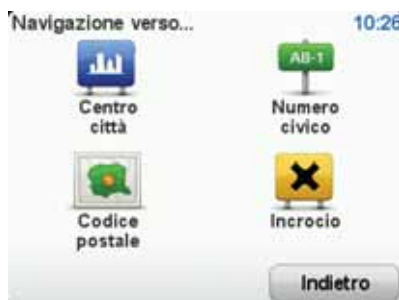 Navigazione verso...
10:26
AB-1
Centro
città
Numero
civico
Codice
postale
Incrocio
Indietro